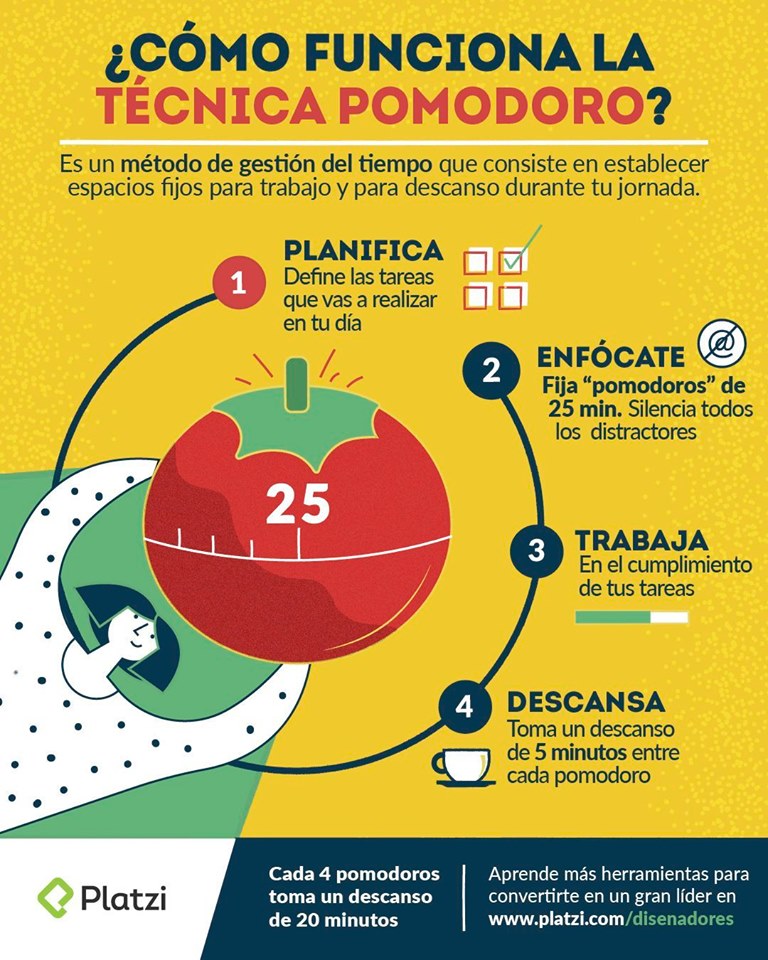 ¿CÓMO FUNCIONA LA
TÉCNICA POMODORO?
Es un método de gestión del tiempo que consiste en establecer
espacios fijos para trabajo y para descanso durante tu jornada.
1
PLANIFICA
Define las tareas
que vas a realizar
en tu día
2
ENFÓCATE
@
Fija “pomodoros” de
25 min. Silencia todos
los distractores
25
3
TRABAJA
En el cumplimiento
de tus tareas
4
DESCANSA
Toma un descanso
de 5 minutos entre
cada pomodoro
Platzi
Cada 4 pomodoros
toma un descanso
de 20 minutos
Aprende más herramientas para
convertirte en un gran líder en
www.platzi.com/disenadores